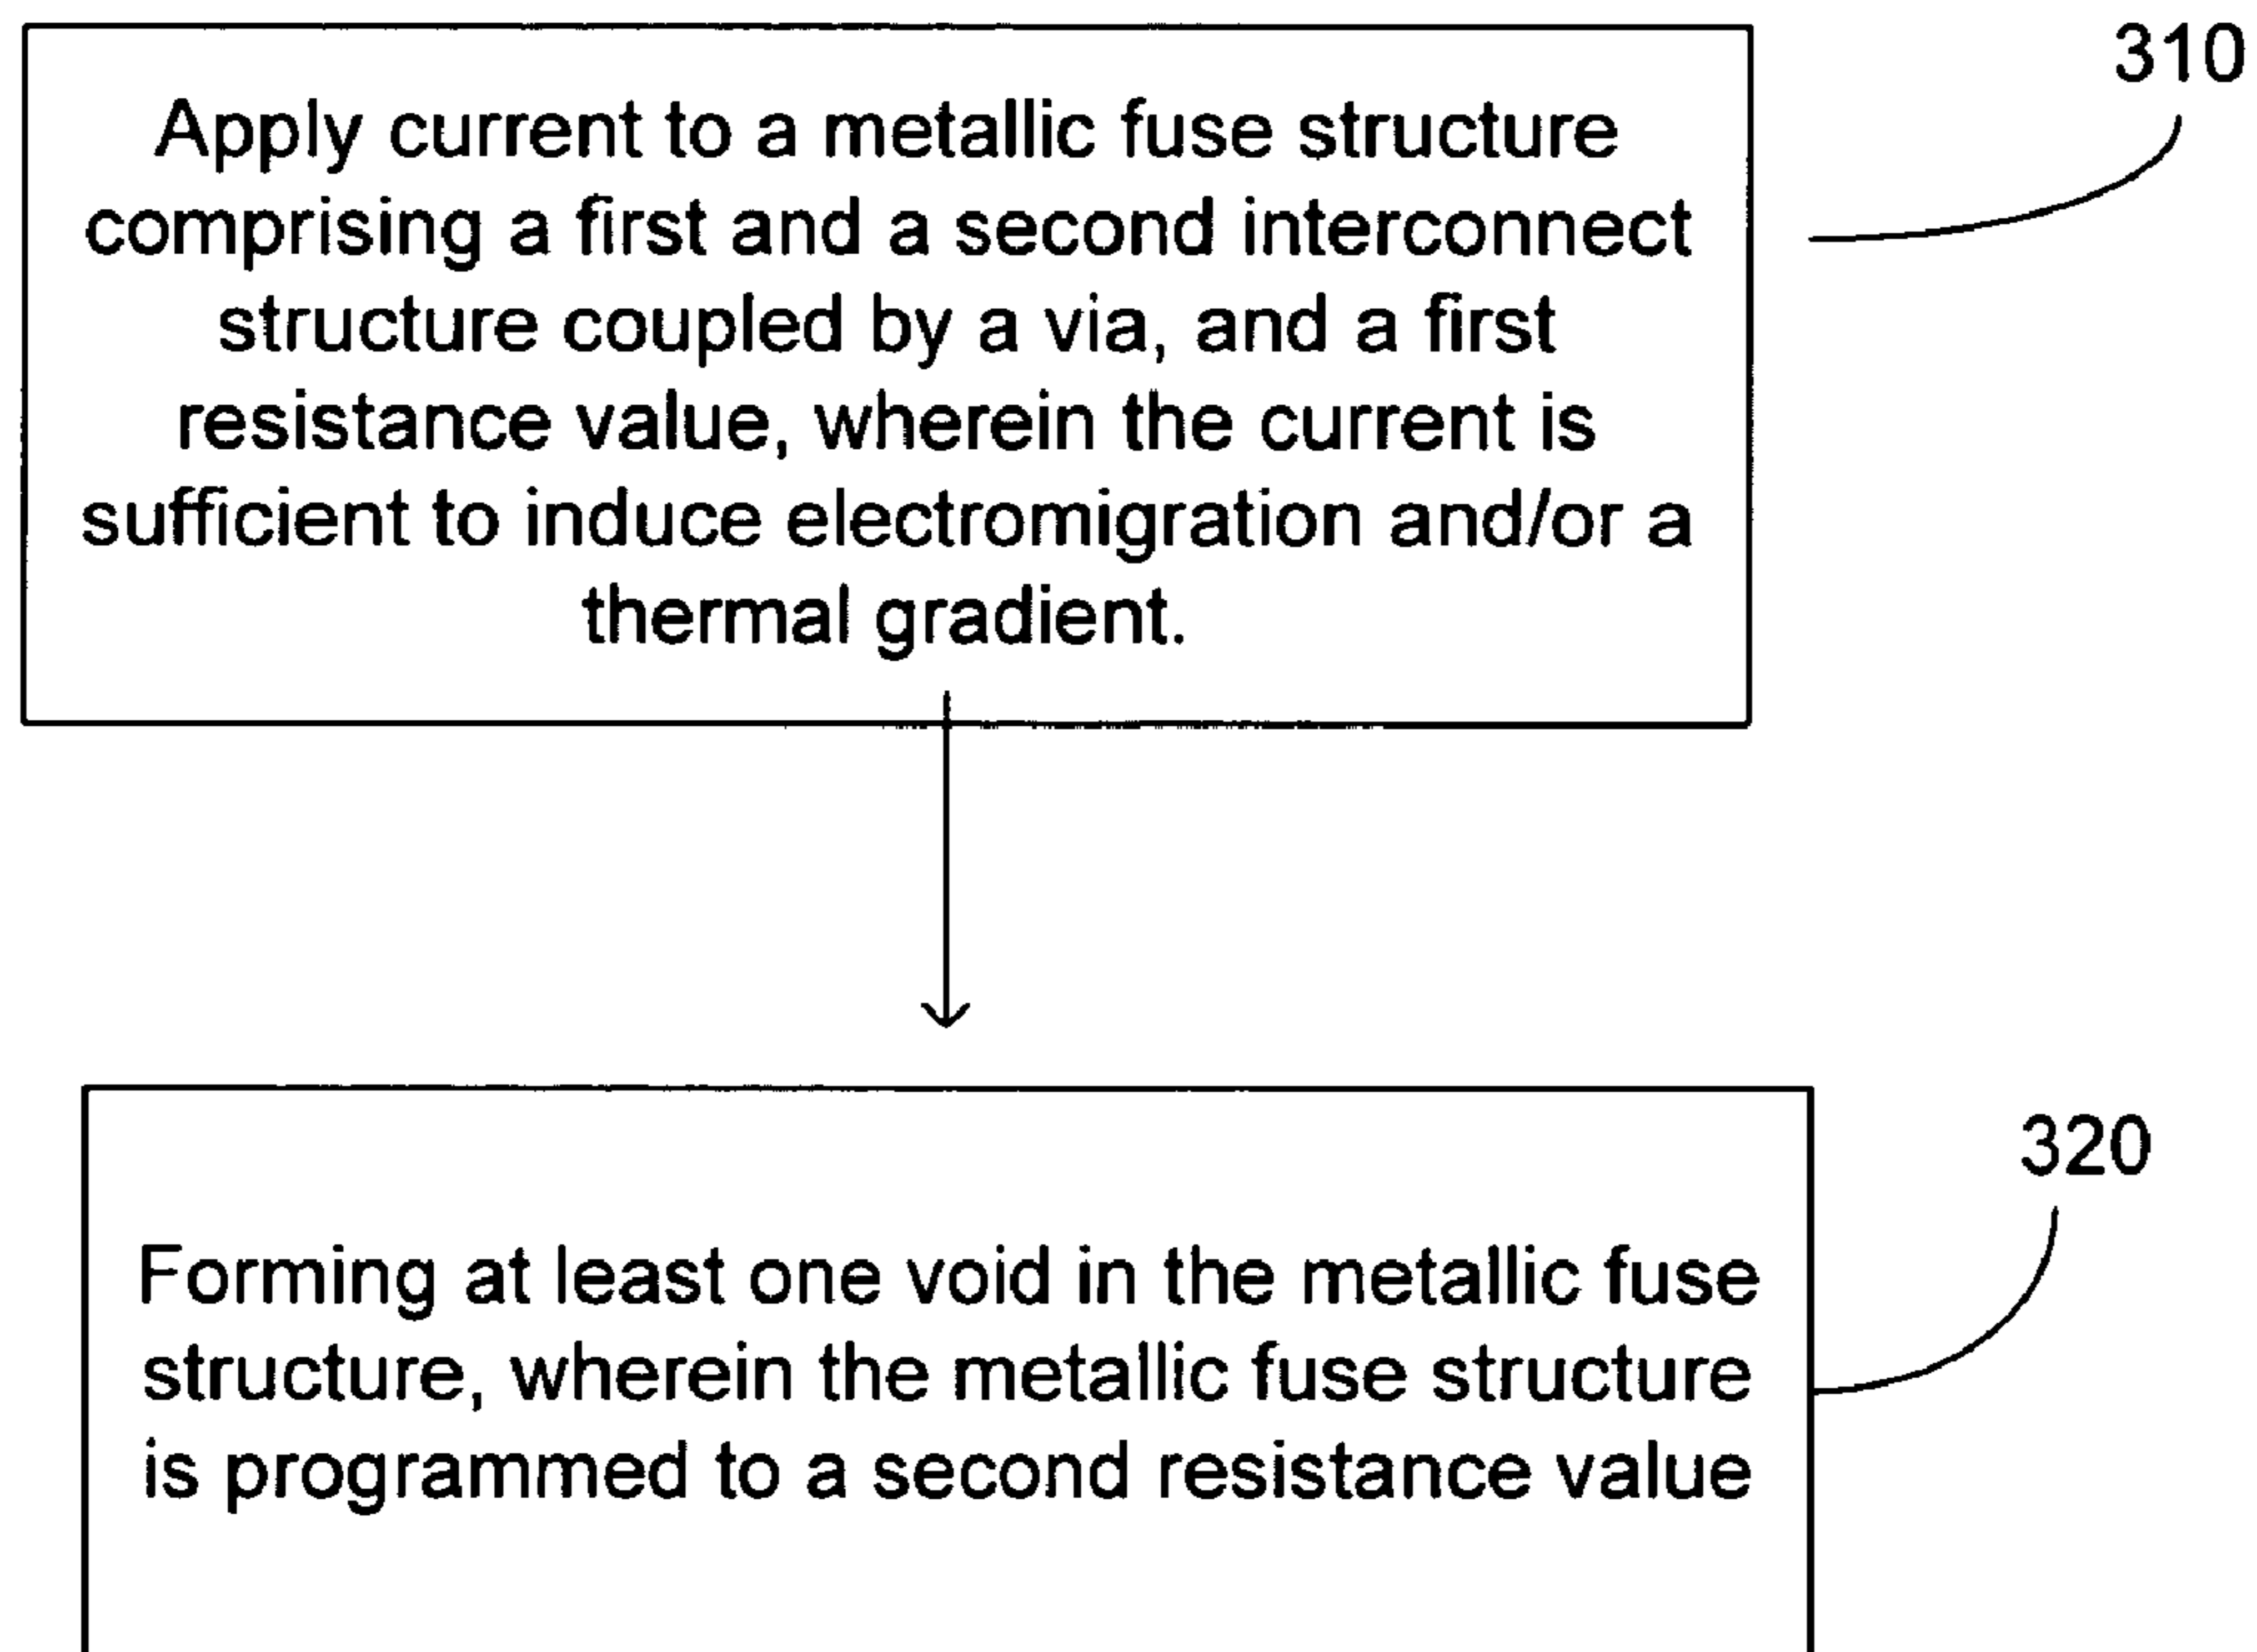 310
Apply current to a metallic fuse structure
comprising a first and a second interconnect
structure coupled by a via, and a first
resistance value, wherein the current is
sufficient to induce electromigration and/or a
thermal gradient.
320
Forming at least one void in the metallic fuse
structure, wherein the metallic fuse structure
is programmed to a second resistance value